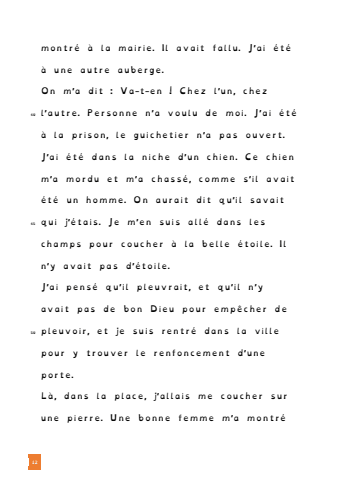 montré à la mairie. Il avait fallu. J'ai été
à une autre auberge.
On m'a dit : Va-t-en ! Chez l'un, chez
l'autre. Personne n'a voulu de moi. J'ai été
à la prison, le guichetier n'a pas ouvert.
J'ai été dans la niche d'un chien. Ce chien
m'a mordu et m'a chassé, comme s'il avait
été un homme. On aurait dit qu'il savait
qui j'étais. Je m'en suis allé dans les
champs pour coucher à la belle étoile. Il
n'y avait pas d'étoile.
J'ai pensé qu'il pleuvrait, et qu'il n'y
avait pas de bon Dieu pour empêcher de
pleuvoir, et je suis rentré dans la ville
pour y trouver le renfoncement d'une
porte.
Là, dans la place, j'allais me coucher sur
une pierre. Une bonne femme m'a montré